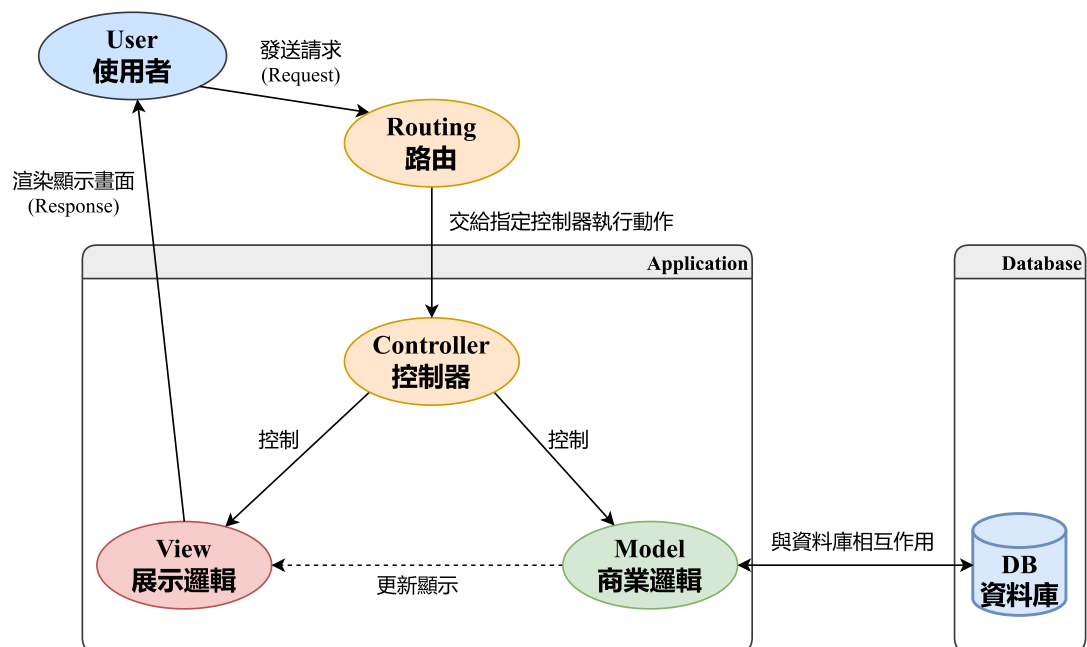 User
使用者
發送請求
(Request)
Routing
路由
渲染顯示畫面
(Response)
交給指定控制器執行動作
Application
Database
Controller
控制器
控制
控制
View
展示邏輯
更新顯示
Model
商業邏輯
與資料庫相互作用
DB
資料庫